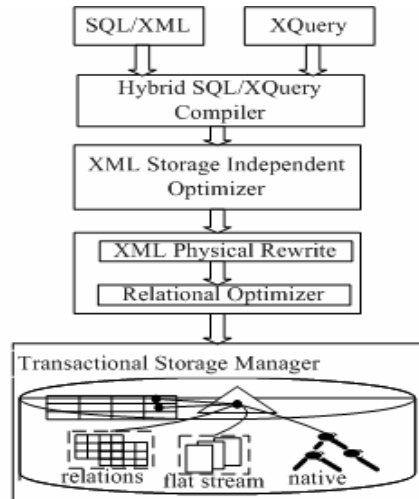 SQL/XML
XQuery
Hybrid SQL/XQuery
Compiler
XML Storage Independent
Optimizer
XML Physical Rewrite
Relational Optimizer
Transactional Storage Manager
relations
flat stream
native